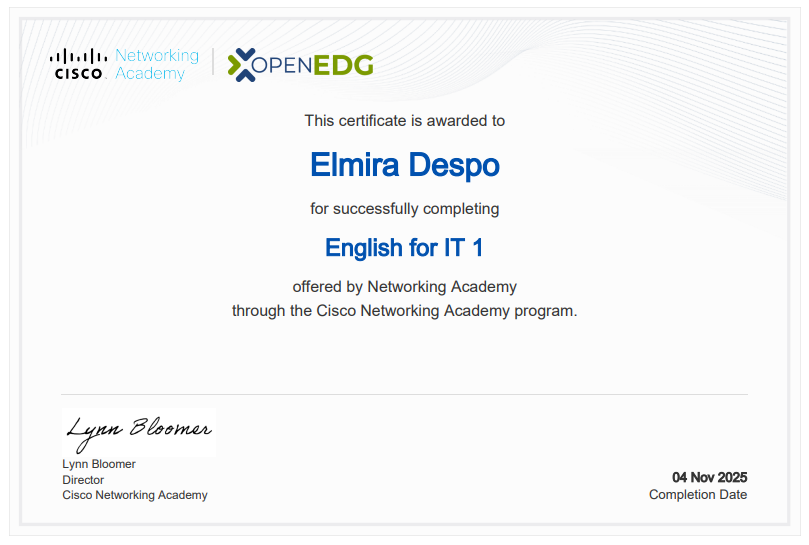 Networking
CISCO Academy
OPENEDG
This certificate is awarded to
Elmira Despo
for successfully completing
English for IT 1
offered by Networking Academy
through the Cisco Networking Academy program.
Lynn Bloomer
Lynn Bloomer
Director
Cisco Networking Academy
04 Nov 2025
Completion Date